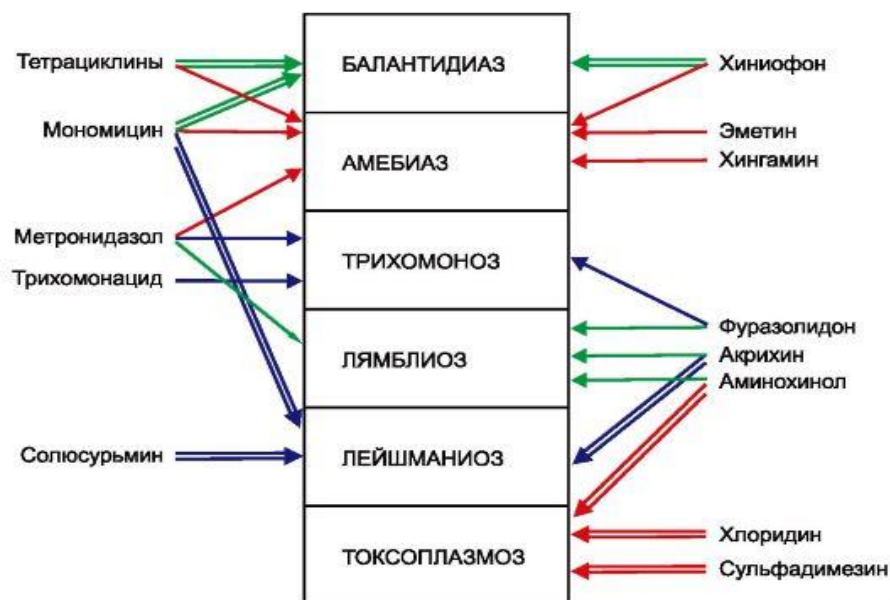 Тетрациклины
Мономицин
Метронидазол
Трихомонацид
Солюсурьмин
БАЛАНТИДИАЗ
АМЕБИАЗ
ТРИХОМОНОЗ
ЛЯМБЛИОЗ
ЛЕЙШМАНИОЗ
ТОКСОПЛАЗМОЗ
Хиниофон
Эметин
Хингамин
Фуразолидон
Акрихин
Аминохинол
Хлоридин
Сульфадимезин